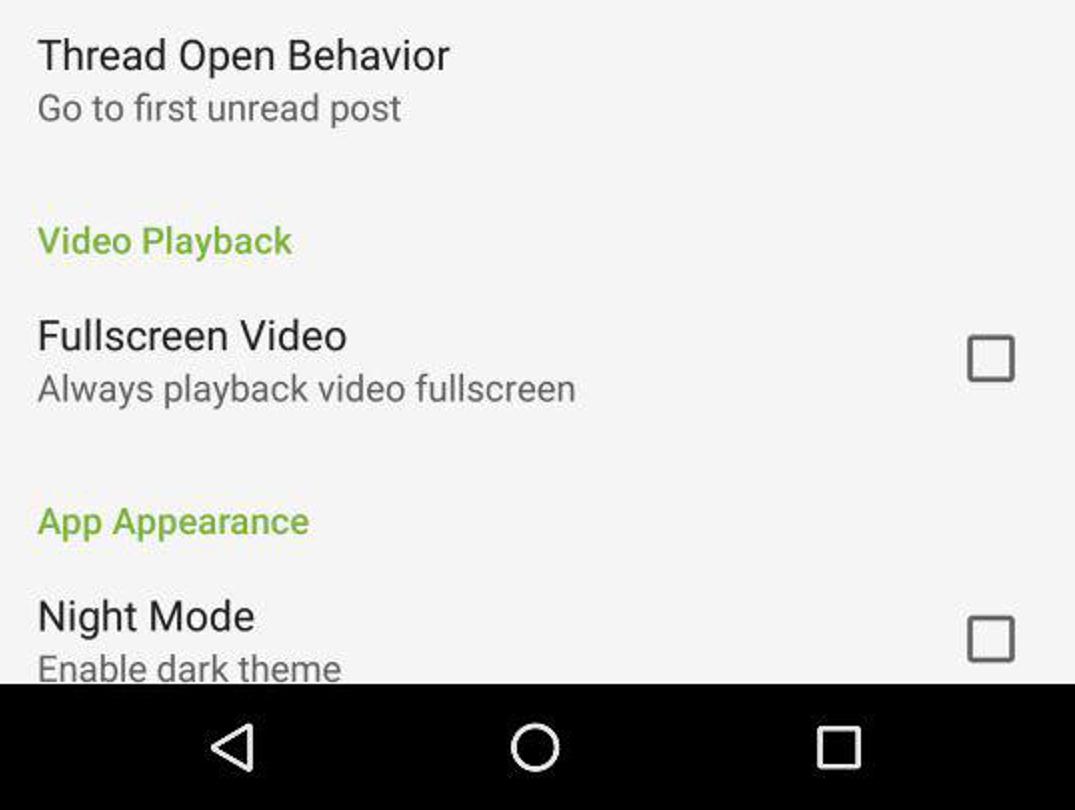 Thread Open Behavior
Go to first unread post
Video Playback
Fullscreen Video
Always playback video fullscreen
App Appearance
Night Mode
Enable dark theme